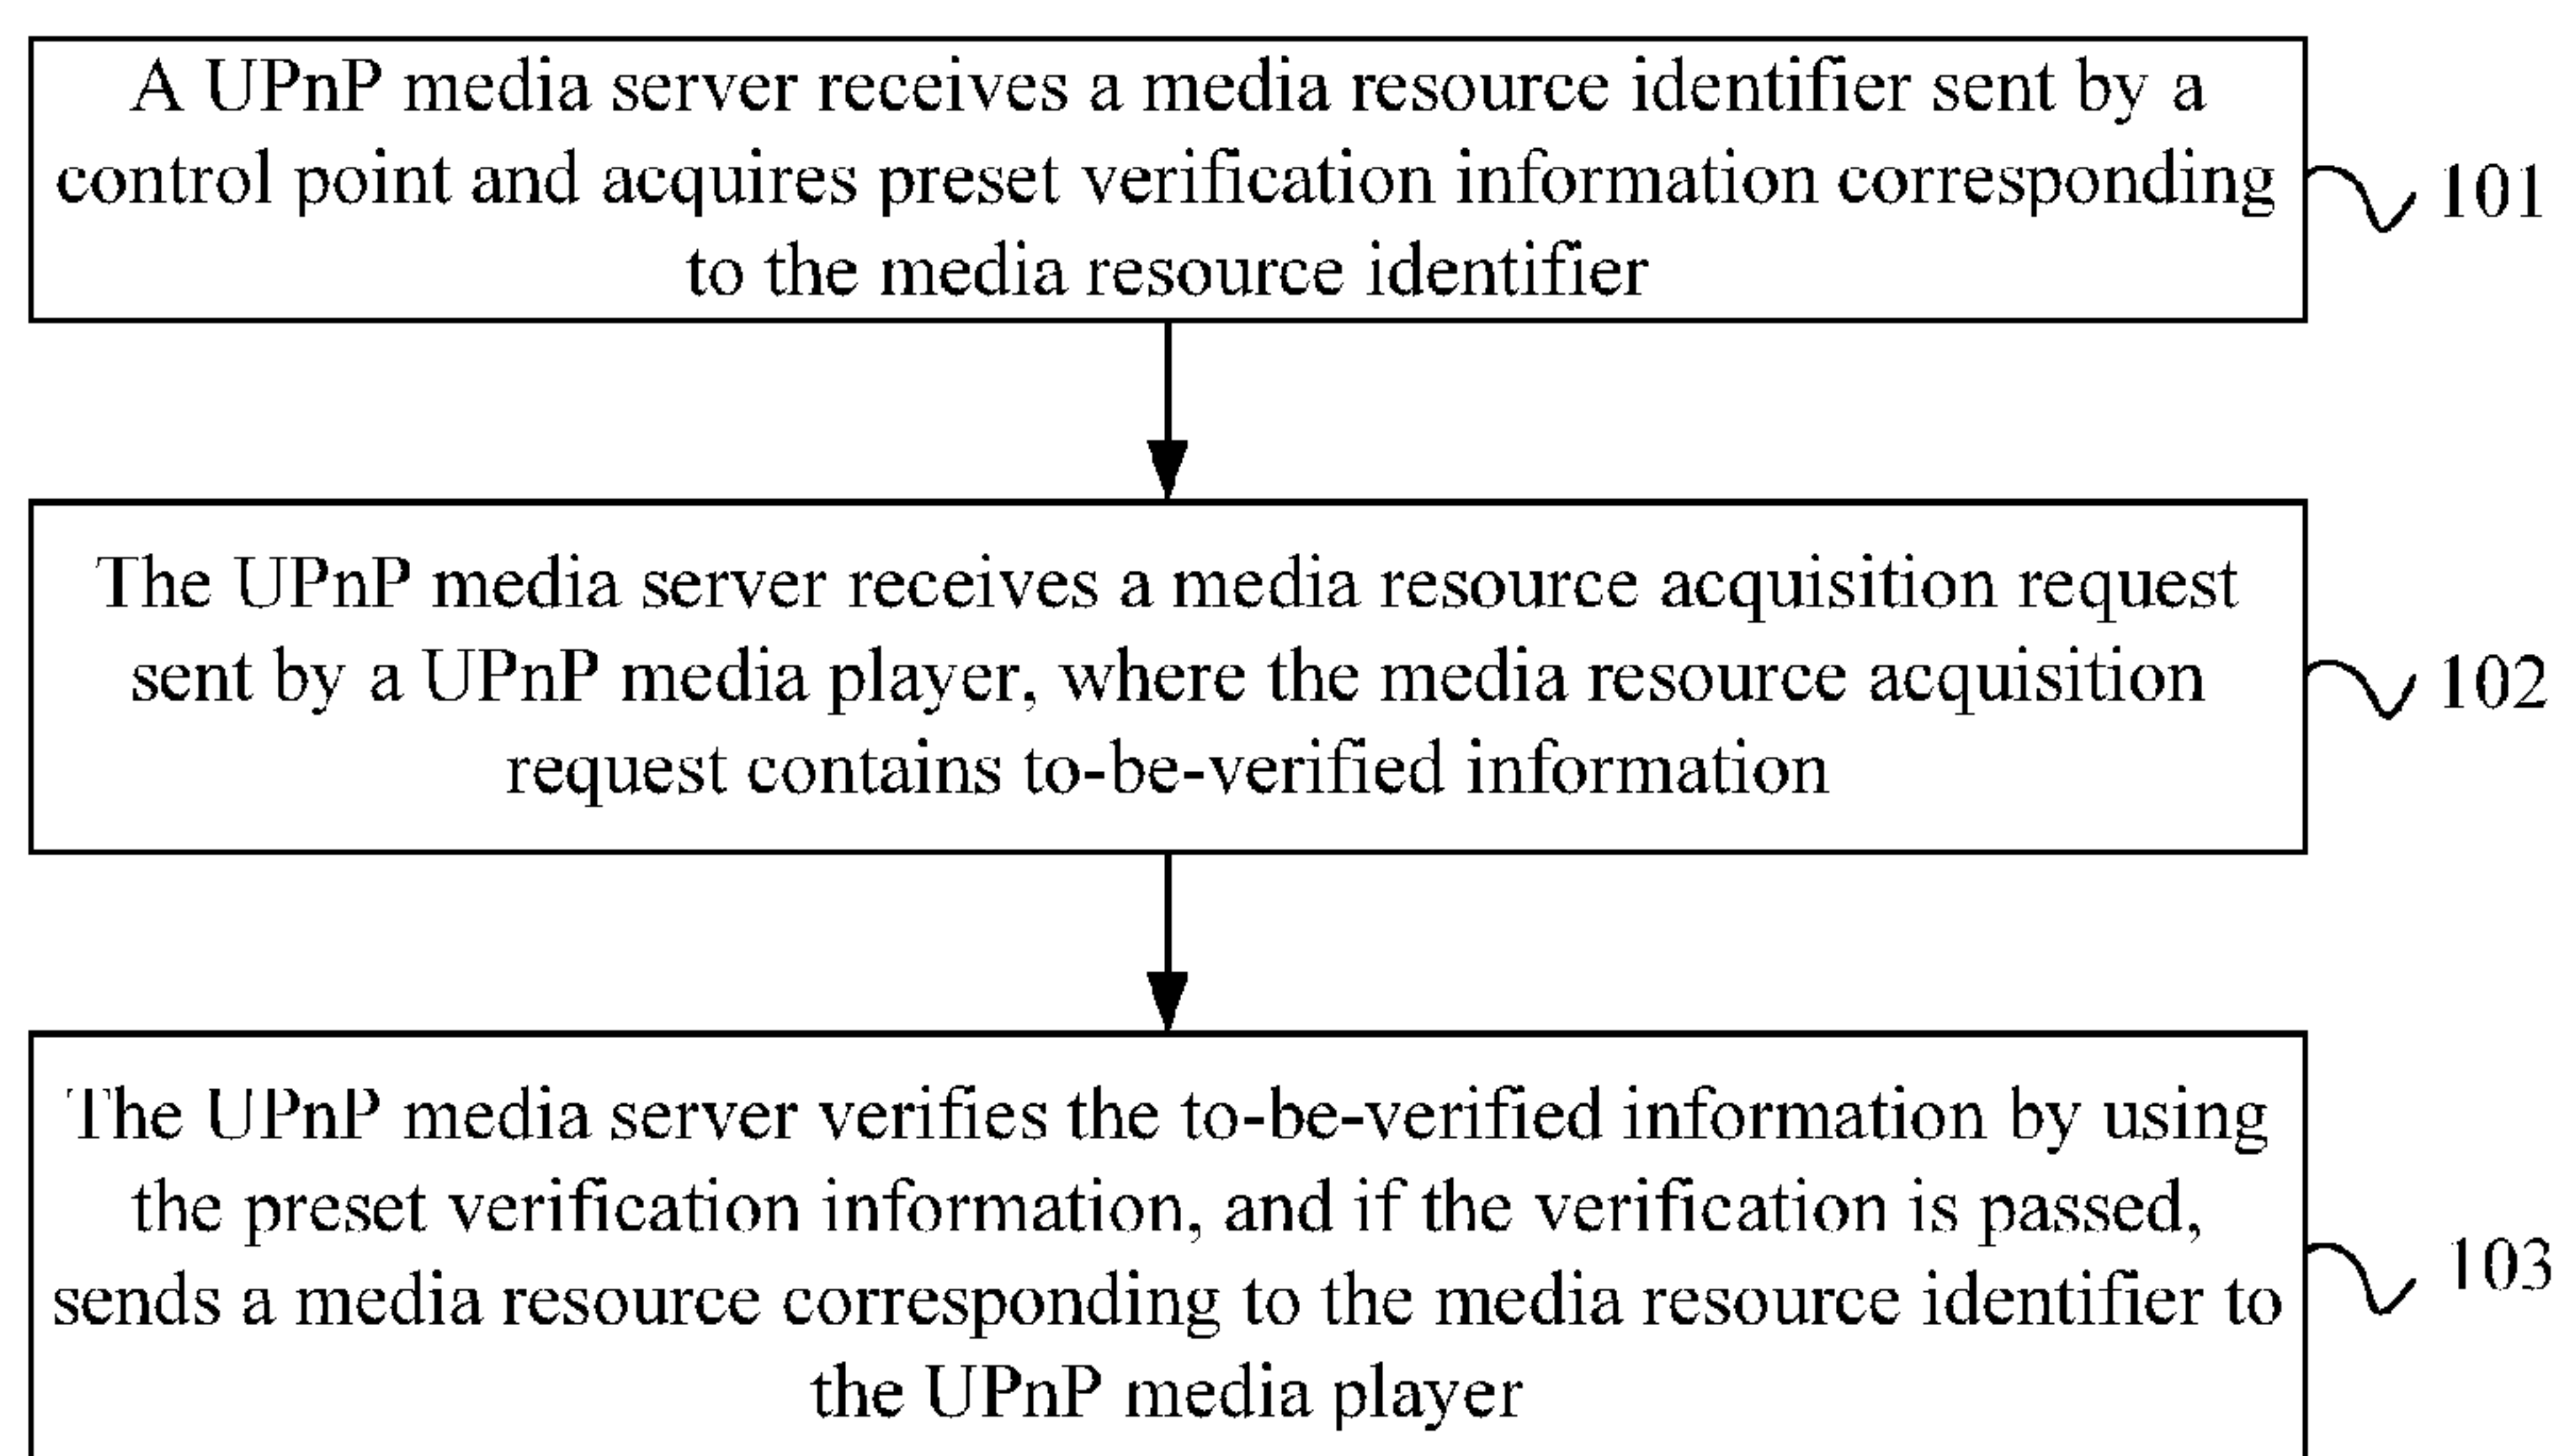 A UPnP media server receives a media resource identifier sent by a
control point and acquires preset verification information corresponding
to the media resource identifier
101
The UPnP media server receives a media resource acquisition request
sent by a UPnP media player, where the media resource acquisition
request contains to-be-verified information
102
The UPnP media server verifies the to-be-verified information by using
the preset verification information, and if the verification is passed,
sends a media resource corresponding to the media resource identifier to
the UPnP media player
103